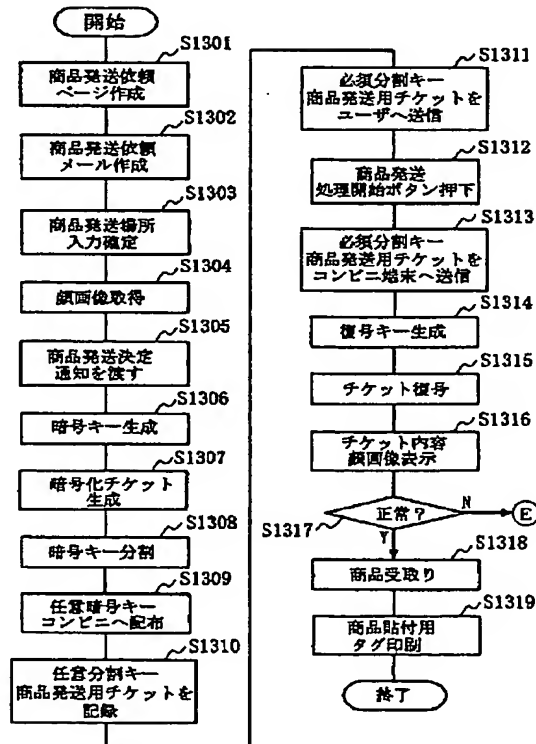 開始
S1301
商品発送依頼
ページ作成
S1302
商品発送依頼
メール作成
S1303
商品発送場所
入力確定
S1304
顔画像取得
S1305
商品発送決定
通知を渡す
S1306
暗号キー生成
S1307
暗号化チケット
生成
S1308
暗号キー分割
S1309
任意暗号キー
コンビニへ配布
S1310
任意分割キー
商品発送用チケットを
記録
S1311
必須分割キー
商品発送用チケットを
ユーザへ送信
S1312
商品発送
処理開始ボタン押下
S1313
必須分割キー
商品発送用チケットを
コンビニ端末へ送信
S1314
復号キー生成
S1315
チケット復号
S1316
チケット内容
顔画像表示
S1317
正常?
N
E
Y
S1318
商品受取り
S1319
商品貼付用
タグ印刷
終了